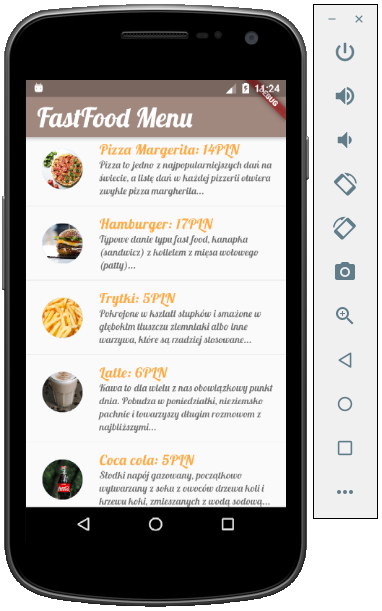 11:24
DEBUG
FastFood Menu
Pizza Margerita: 14PLN
Pizza to jedno z najpopularniejszych dań na
świecie, a listę dań w każdej pizzerii otwiera
zwykle pizza margherita...
Hamburger: 17PLN
Typowe danie typu fast food, kanapka
(sandwicz) z kotletem z mięsa wołowego
(patty)...
Frytki: 5PLN
Pokrojone w kształt słupków i smażone w
głębokim tłuszczu ziemniaki albo inne
warzywa, które są rzadziej stosowane...
Latte: 6PLN
Kawa to dla wielu z nas obowiązkowy punkt
dnia. Pobudza w poniedziałki, nieziemsko
pachnie i towarzyszy długim rozmowom z
najbliższymi...
Coca cola: 5PLN
Słodki napój gazowany, początkowo
wytwarzany z soku z owoców drzewa koli i
krzewu koki, zmieszanych z wodą sodową...